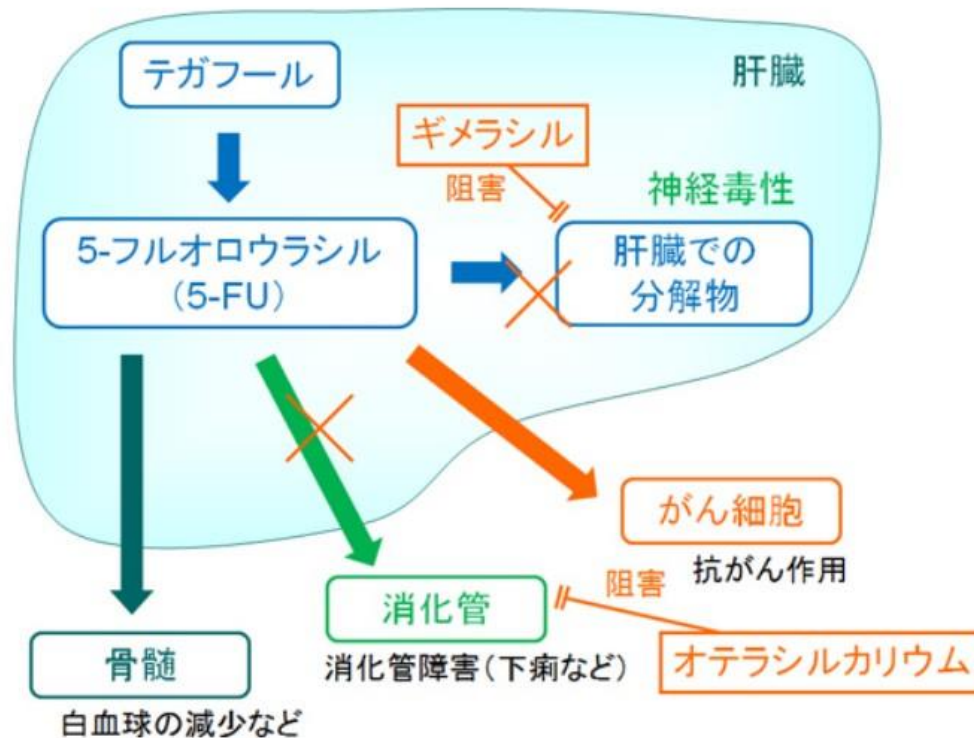 テガフール
肝臓
ギメラシル
阻害
神経毒性
5-フルオロウラシル
（5-FU）
肝臓での
分解物
がん細胞
抗がん作用
阻害
消化管
消化管障害（下痢など）
オテラシルカリウム
骨髄
白血球の減少など